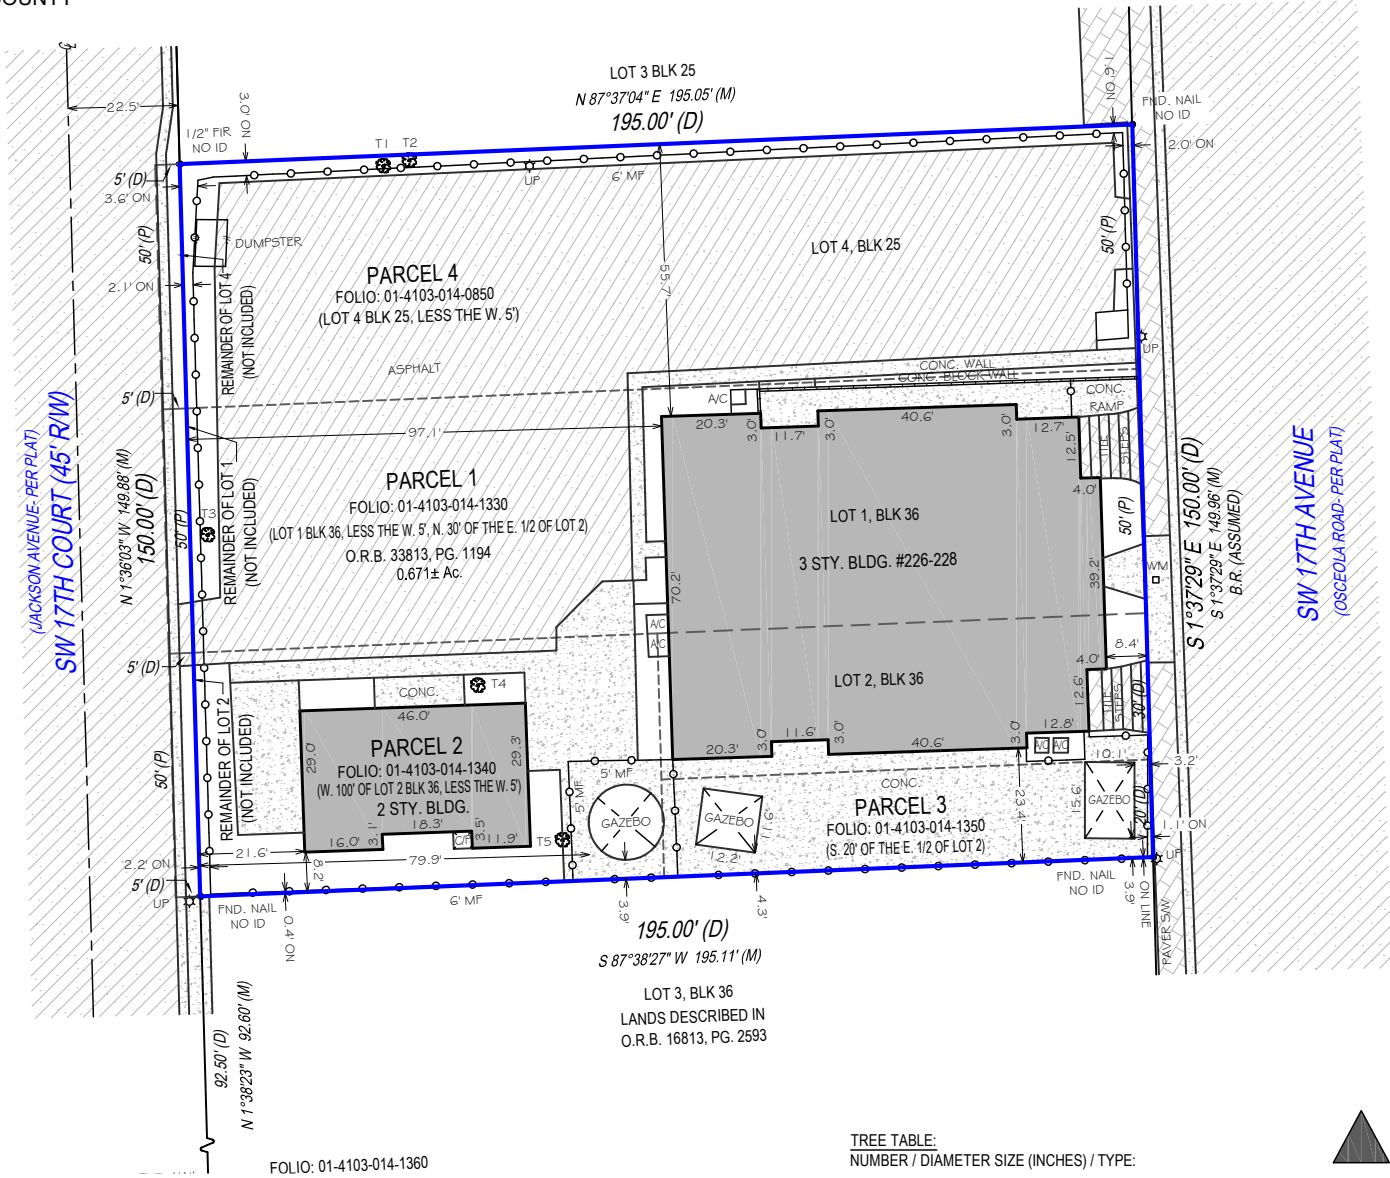 LOT 3 BLK 25
N 87°37'04" E 195.05' (M)
195.00' (D)
22.5'
3.0' ON
1/2" FIR
NO ID
T1
T2
UP
6' MF
1.6' ON
FND. NAIL
NO ID
2.0' ON
5' (D)
3.6' ON
50' (P)
2.1' ON
DUMPSTER
REMAINDER OF LOT 4
(NOT INCLUDED)
PARCEL 4
FOLIO: 01-4103-014-0850
(LOT 4 BLK 25, LESS THE W. 5')
LOT 4, BLK 25
55.7'
50' (P)
UP
ASPHALT
CONC. WALL
CONC. BLOCK WALL
CONC.
RAMP
A/C
5' (D)
97.1'
20.3'
3.0'
11.7'
3.0'
40.6'
3.0'
12.7'
12.5'
TILE
STEPS
4.0'
(JACKSON AVENUE- PER PLAT)
SW 17TH COURT (45' R/W)
N 1°36'03" W 149.88' (M)
150.00' (D)
50' (P)
T3
REMAINDER OF LOT 1
(NOT INCLUDED)
PARCEL 1
FOLIO: 01-4103-014-1330
(LOT 1 BLK 36, LESS THE W. 5', N. 30' OF THE E. 1/2 OF LOT 2)
O.R.B. 33813, PG. 1194
0.671± Ac.
LOT 1, BLK 36
3 STY. BLDG. #226-228
70.2'
39.2'
50' (P)
WM
S 1°37'29" E 150.00' (D)
S 1°37'29" E 149.96' (M)
B.R. (ASSUMED)
SW 17TH AVENUE
(OSCEOLA ROAD- PER PLAT)
A/C
A/C
5' (D)
8.4'
4.0'
LOT 2, BLK 36
12.6'
TILE
STEPS
30' (D)
REMAINDER OF LOT 2
(NOT INCLUDED)
50' (P)
CONC.
T4
46.0'
29.0'
29.3'
PARCEL 2
FOLIO: 01-4103-014-1340
(W. 100' OF LOT 2 BLK 36, LESS THE W. 5')
2 STY. BLDG.
16.0'
3.1'
18.3'
C/P
3.5'
11.9'
T5
20.3'
3.0'
11.6'
3.0'
40.6'
3.0'
12.8'
A/C
A/C
10.1'
3.2'
5' MF
5' MF
GAZEBO
GAZEBO
12.2'
11.9'
CONC.
PARCEL 3
FOLIO: 01-4103-014-1350
(S. 20' OF THE E. 1/2 OF LOT 2)
23.4'
15.6'
GAZEBO
20' (D)
1.1' ON
UP
21.6'
79.9'
8.2'
2.2' ON
5' (D)
UP
FND. NAIL
NO ID
0.4' ON
6' MF
3.9'
4.3'
FND. NAIL
NO ID
3.9'
ON LINE
PAVER S/W
195.00' (D)
S 87°38'27" W 195.11' (M)
LOT 3, BLK 36
LANDS DESCRIBED IN
O.R.B. 16813, PG. 2593
92.50' (D)
N 1°38'23" W 92.60' (M)
FOLIO: 01-4103-014-1360
TREE TABLE:
NUMBER / DIAMETER SIZE (INCHES) / TYPE: